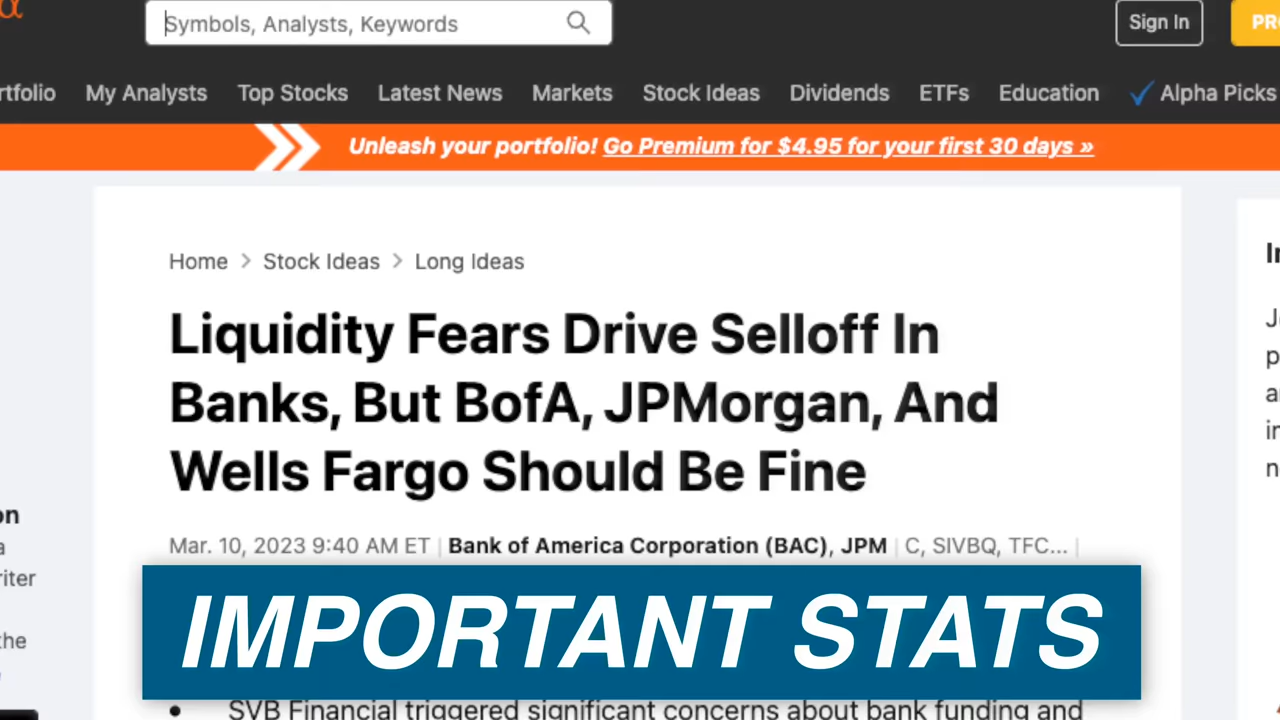 α
Symbols, Analysts, Keywords
Sign In
PR
rtfolio My Analysts Top Stocks Latest News Markets Stock Ideas Dividends ETFs Education Alpha Picks
Unleash your portfolio! Go Premium for $4.95 for your first 30 days »
Home > Stock Ideas > Long Ideas
Liquidity Fears Drive Selloff In
Banks, But BofA, JPMorgan, And
Wells Fargo Should Be Fine
Mar. 10, 2023 9:40 AM ET | Bank of America Corporation (BAC), JPM | C, SIVBQ, TFC... |
IMPORTANT STATS
• SVB Financial triggered significant concerns about bank funding and
on
a
riter
the